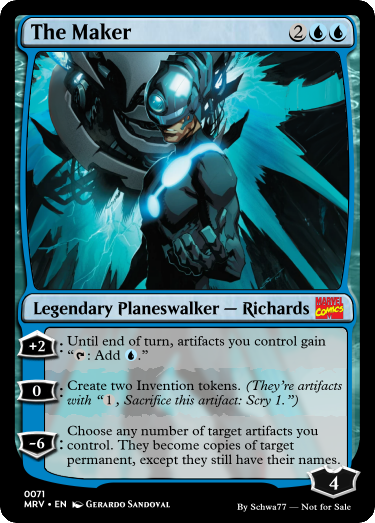 The Maker 2
Legendary Planeswalker — Richards MARVEL COMICS
+2 : Until end of turn, artifacts you control gain
“ : Add .”
0 : Create two Invention tokens. (They’re artifacts
with “ 1 , Sacrifice this artifact: Scry 1.”)
-6 : Choose any number of target artifacts you
control. They become copies of target
permanent, except they still have their names.
4
0071
MRV • EN Gerardo Sandoval
By Schwa77 — Not for Sale